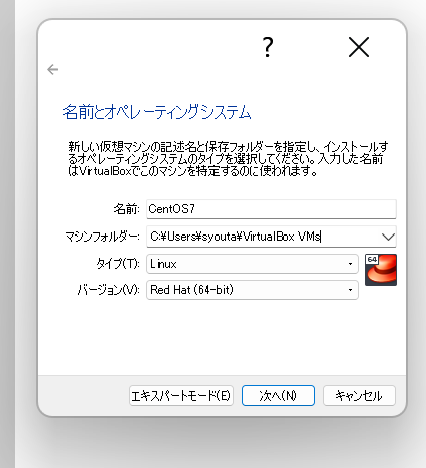 ?
名前とオペレーティングシステム
新しい仮想マシンの記述名と保存フォルダーを指定し、インストールす
るオペレーティングシステムのタイプを選択してください。入力した名前
はVirtualBoxでこのマシンを特定するのに使われます。
名前: CentOS7
マシンフォルダー: C:¥Users¥syouta¥VirtualBox VMs
タイプ(T): Linux
64
バージョン(V): Red Hat (64-bit)
エキスパートモード(E) 次へ(N) キャンセル